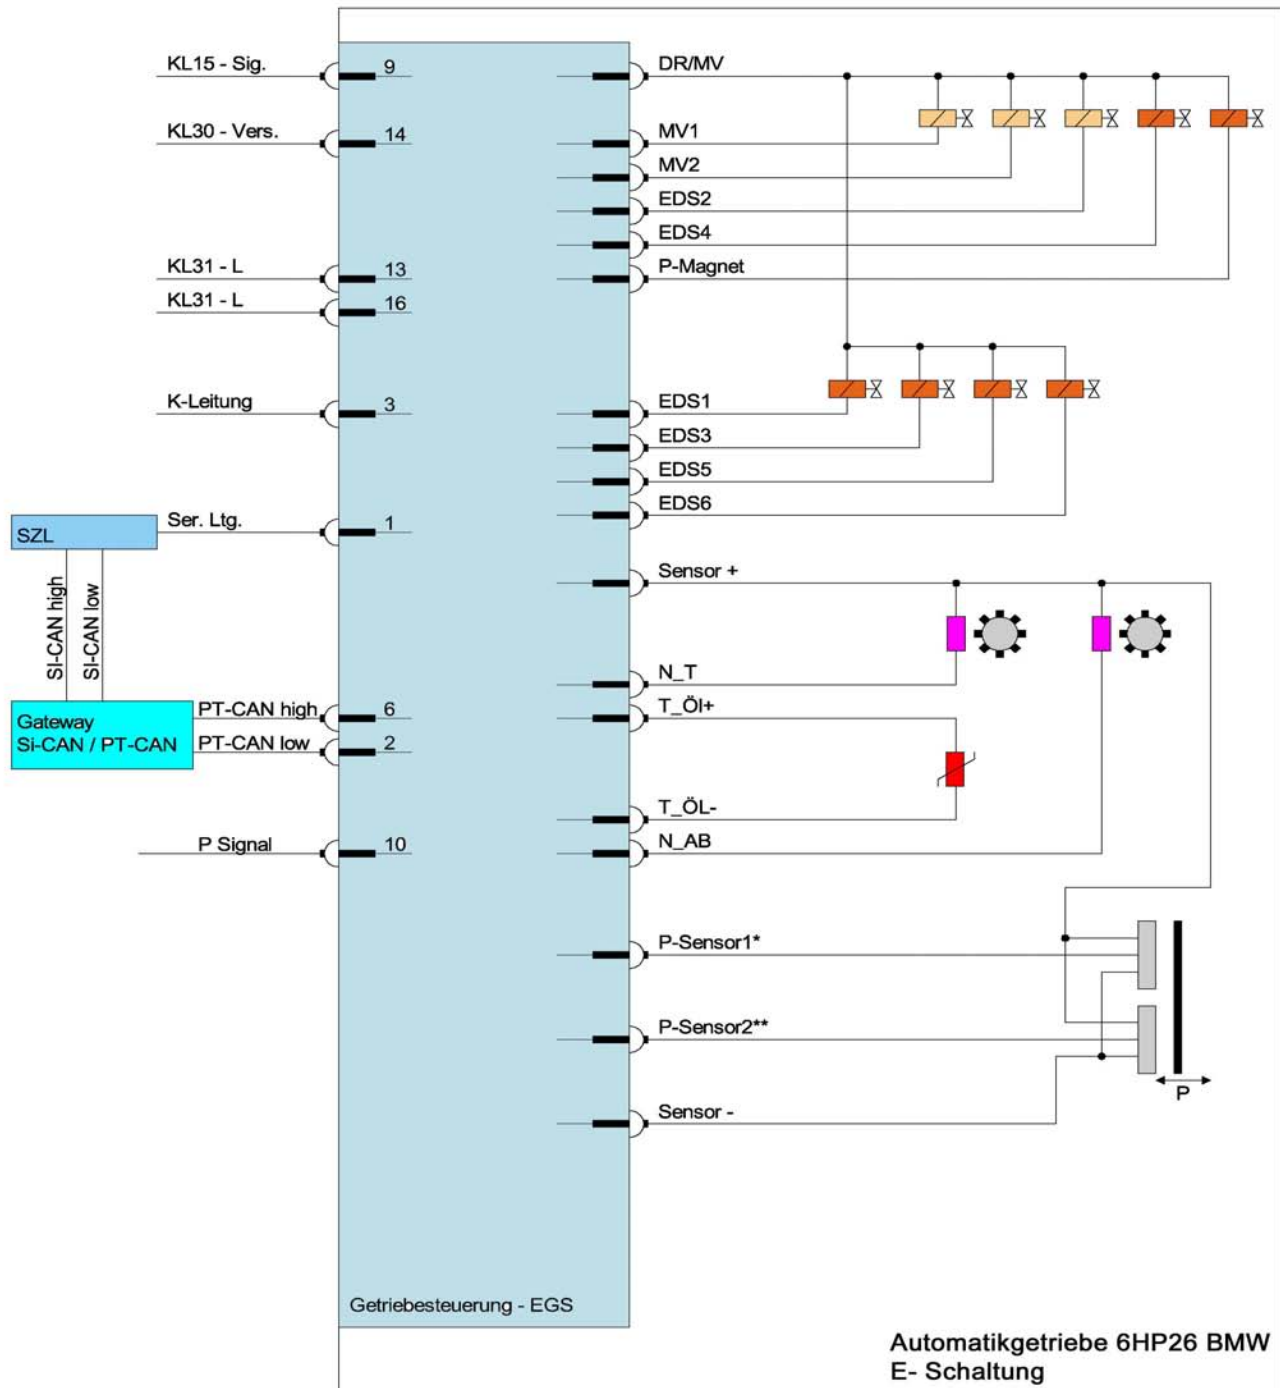 KL15 - Sig.
9
DR/MV
KL30 - Vers.
14
MV1
MV2
EDS2
EDS4
KL31 - L
13
P-Magnet
KL31 - L
16
K-Leitung
3
EDS1
EDS3
EDS5
EDS6
SZL
Ser. Ltg.
1
SI-CAN high
SI-CAN low
Sensor +
N_T
Gateway
Si-CAN / PT-CAN
PT-CAN high
6
T_Öl+
PT-CAN low
2
T_ÖL-
P Signal
10
N_AB
P-Sensor1*
P-Sensor2**
P
Sensor -
Getriebesteuerung - EGS
Automatikgetriebe 6HP26 BMW
E- Schaltung